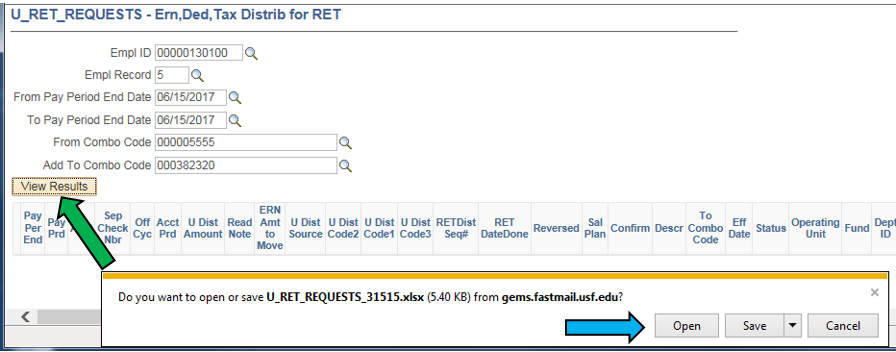 U_RET_REQUESTS - Ern,Ded,Tax Distrib for RET
Empl ID 00000130100
Empl Record 5
From Pay Period End Date 06/15/2017
To Pay Period End Date 06/15/2017
From Combo Code 000005555
Add To Combo Code 000382320
View Results
Pay Per End
Pay Prd
Sep Check Nbr
Off Cyc
Acct Prd
U Dist Amount
Read Note
ERN Amt to Move
U Dist Source
U Dist Code2
U Dist Code1
U Dist Code3
RETDist Seq#
RET DateDone
Reversed
Sal Plan
Confirm
Descr
To Combo Code
Eff Date
Status
Operating Unit
Fund
Dept ID
Do you want to open or save U_RET_REQUESTS_31515.xlsx (5.40 KB) from gems.fastmail.usf.edu?
Open
Save
Cancel